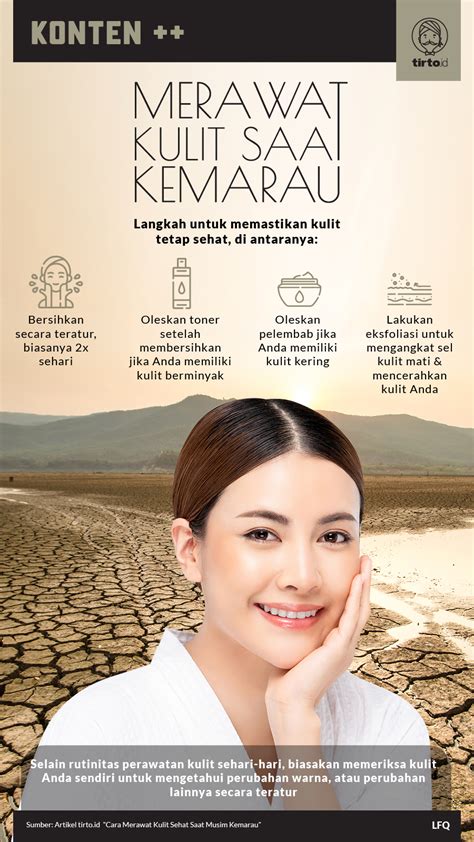 KONTEN ++
tirto.id
MERAWAT
KULIT SAAT
KEMARAU
Langkah untuk memastikan kulit
tetap sehat, di antaranya:
Bersihkan
secara teratur,
biasanya 2x
sehari
Oleskan toner
setelah
membersihkan
jika Anda memiliki
kulit berminyak
Oleskan
pelembab jika
Anda memiliki
kulit kering
Lakukan
eksfoliasi untuk
mengangkat sel
kulit mati &
mencerahkan
kulit Anda
Selain rutinitas perawatan kulit sehari-hari, biasakan memeriksa kulit
Anda sendiri untuk mengetahui perubahan warna, atau perubahan
lainnya secara teratur
Sumber: Artikel tirto.id "Cara Merawat Kulit Sehat Saat Musim Kemarau"
LFQ